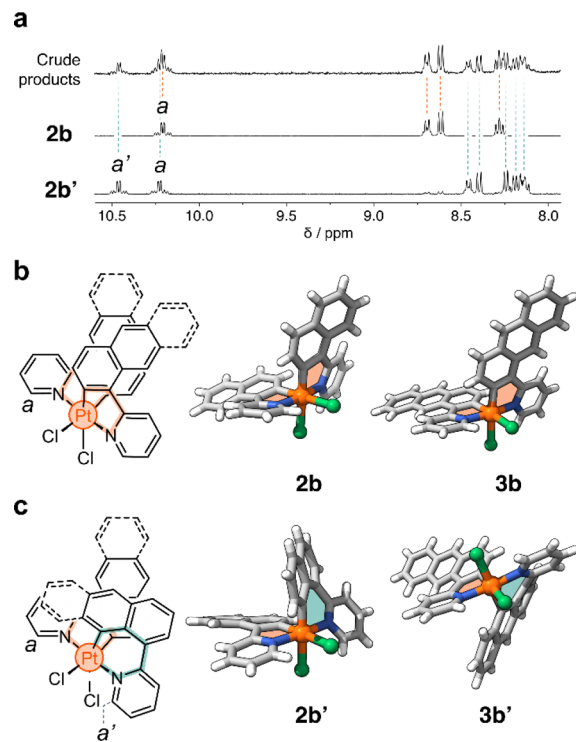 a
Crude
products
a
2b
a' a
2b'
10.5 10.0 9.5 9.0 8.5 8.0
δ / ppm
b
N
a
Pt
Cl N
Cl
2b 3b
c
N
a
Pt
Cl N
Cl
a'
2b' 3b'